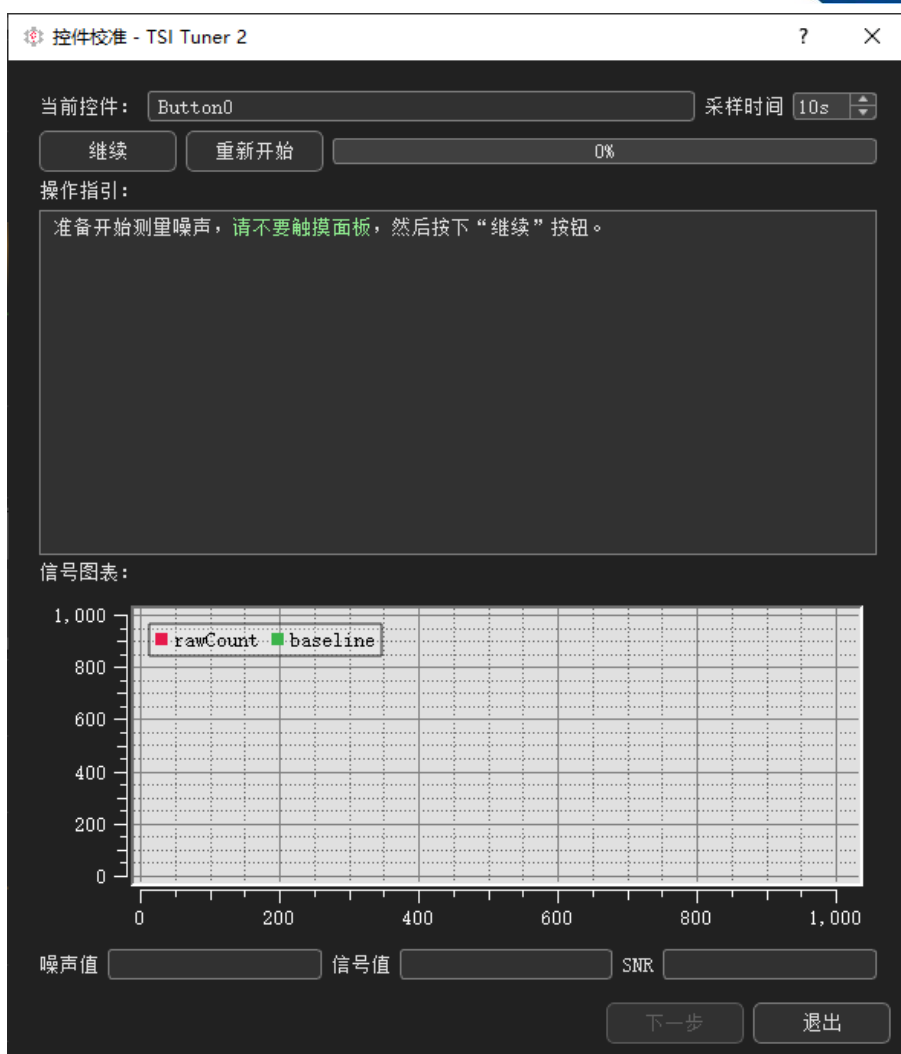 控件校准 - TSI Tuner 2
当前控件： Button0 采样时间 10s
继续 重新开始 0%
操作指引：
准备开始测量噪声，请不要触摸面板，然后按下“继续”按钮。
信号图表：
rawCount baseline
1,000
800
600
400
200
0
0 200 400 600 800 1,000
噪声值 信号值 SNR
下一步 退出